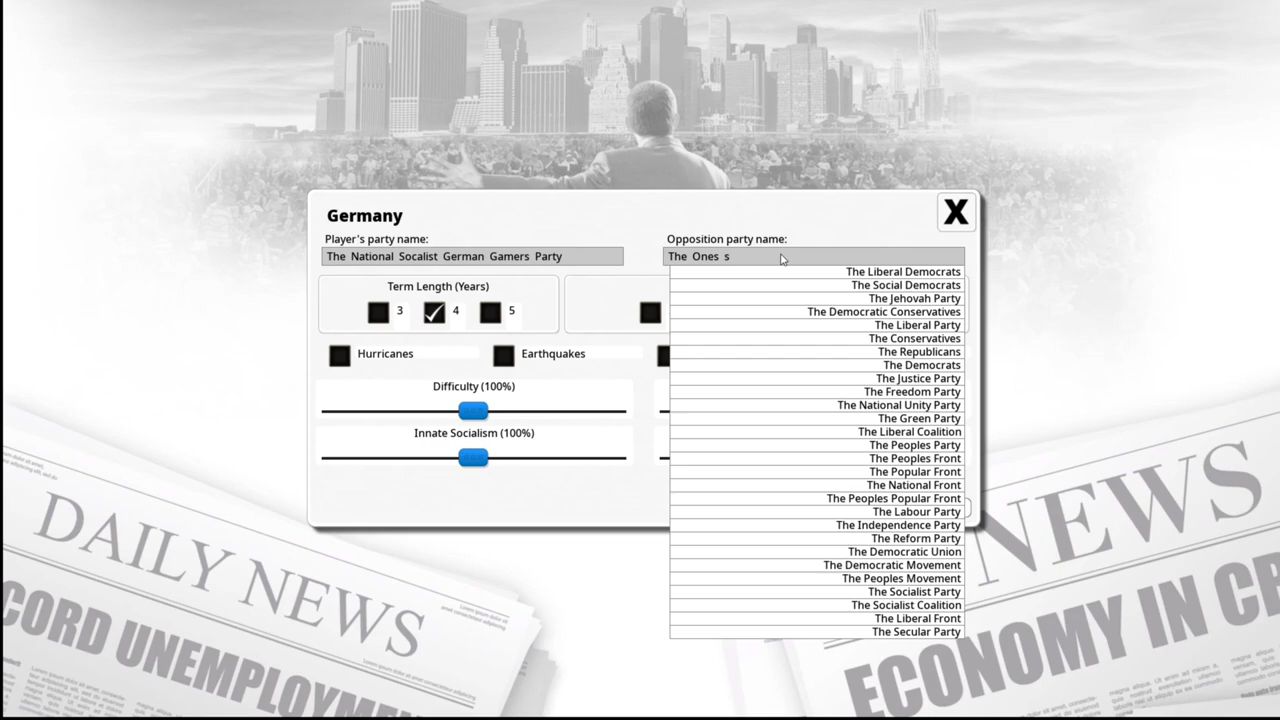 Germany
Player's party name:
Opposition party name:
The National Socalist German Gamers Party
The Ones s
Term Length (Years)
3
4
5
Hurricanes
Earthquakes
Difficulty (100%)
Innate Socialism (100%)
The Liberal Democrats
The Social Democrats
The Jehovah Party
The Democratic Conservatives
The Liberal Party
The Conservatives
The Republicans
The Democrats
The Justice Party
The Freedom Party
The National Unity Party
The Green Party
The Liberal Coalition
The Peoples Party
The Peoples Front
The Popular Front
The National Front
The Peoples Popular Front
The Labour Party
The Independence Party
The Reform Party
The Democratic Union
The Democratic Movement
The Peoples Movement
The Socialist Party
The Socialist Coalition
The Liberal Front
The Secular Party
DAILY NEWS
CORD UNEMPLOYM
NEWS
ECONOMY IN CR